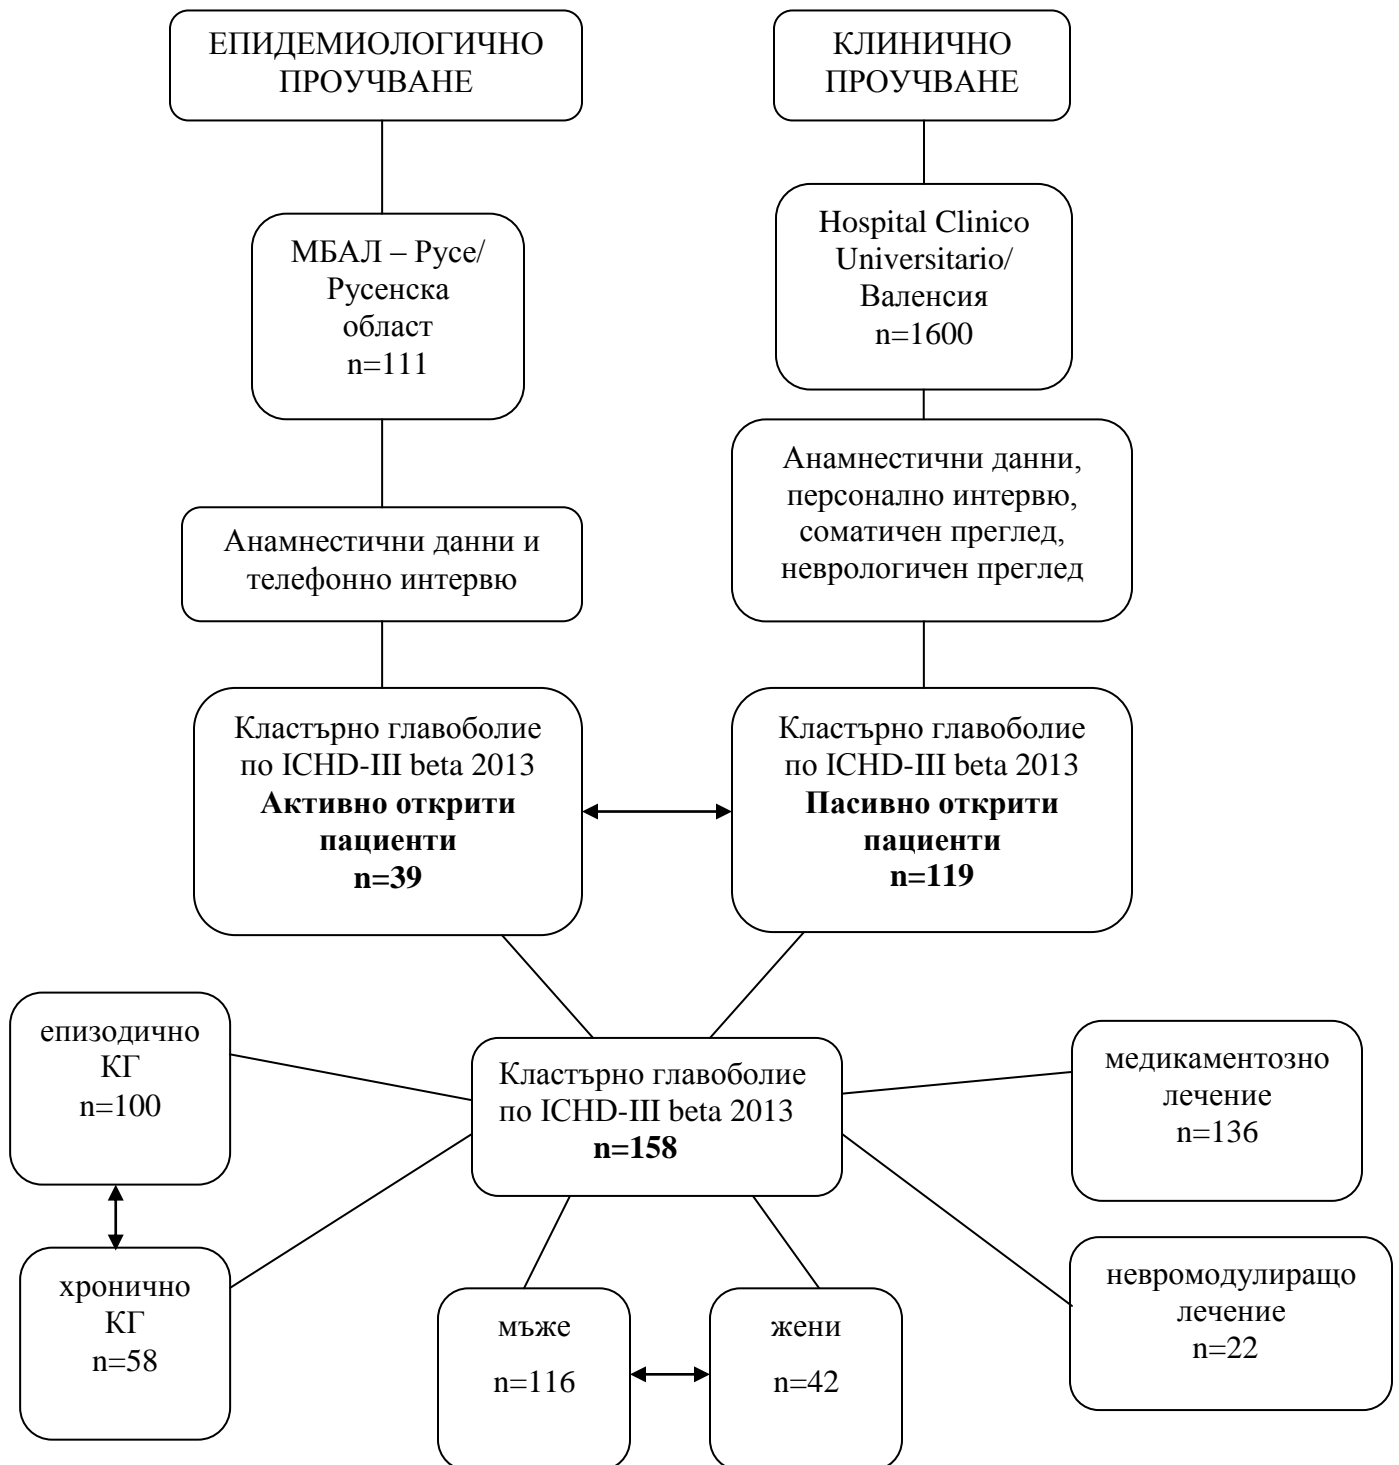 ЕПИДЕМИОЛОГИЧНО
ПРОУЧВАНЕ
КЛИНИЧНО
ПРОУЧВАНЕ
МБАЛ – Русе/
Русенска
област
n=111
Hospital Clinico
Universitario/
Валенсия
n=1600
Анамнестични данни и
телефонно интервю
Анамнестични данни,
персонално интервю,
соматичен преглед,
неврологичен преглед
Кластърно главоболие
по ICHD-III beta 2013
Активно открити
пациенти
n=39
Кластърно главоболие
по ICHD-III beta 2013
Пасивно открити
пациенти
n=119
Кластърно главоболие
по ICHD-III beta 2013
n=158
епизодично
КГ
n=100
хронично
КГ
n=58
мъже
n=116
жени
n=42
медикаментозно
лечение
n=136
невромодулиращо
лечение
n=22